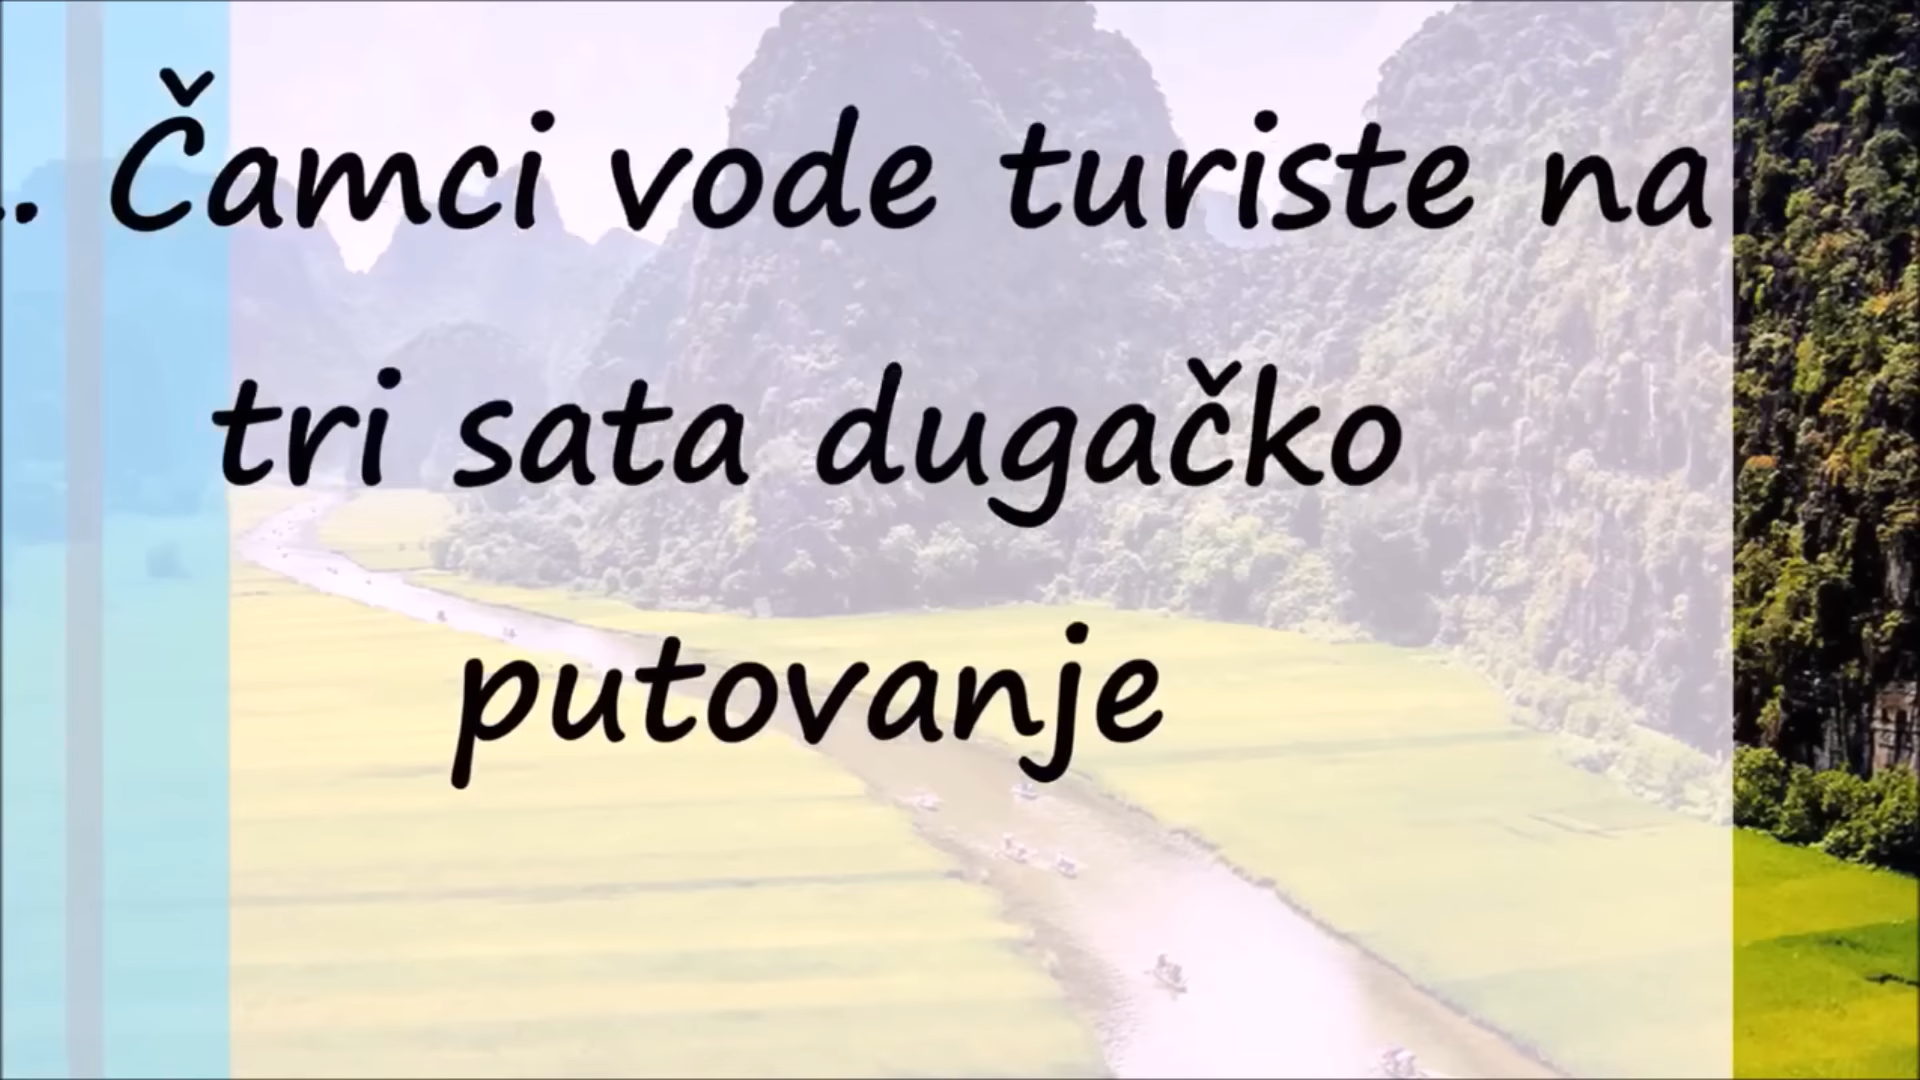 .. Čamci vode turiste na
tri sata dugačko
putovanje